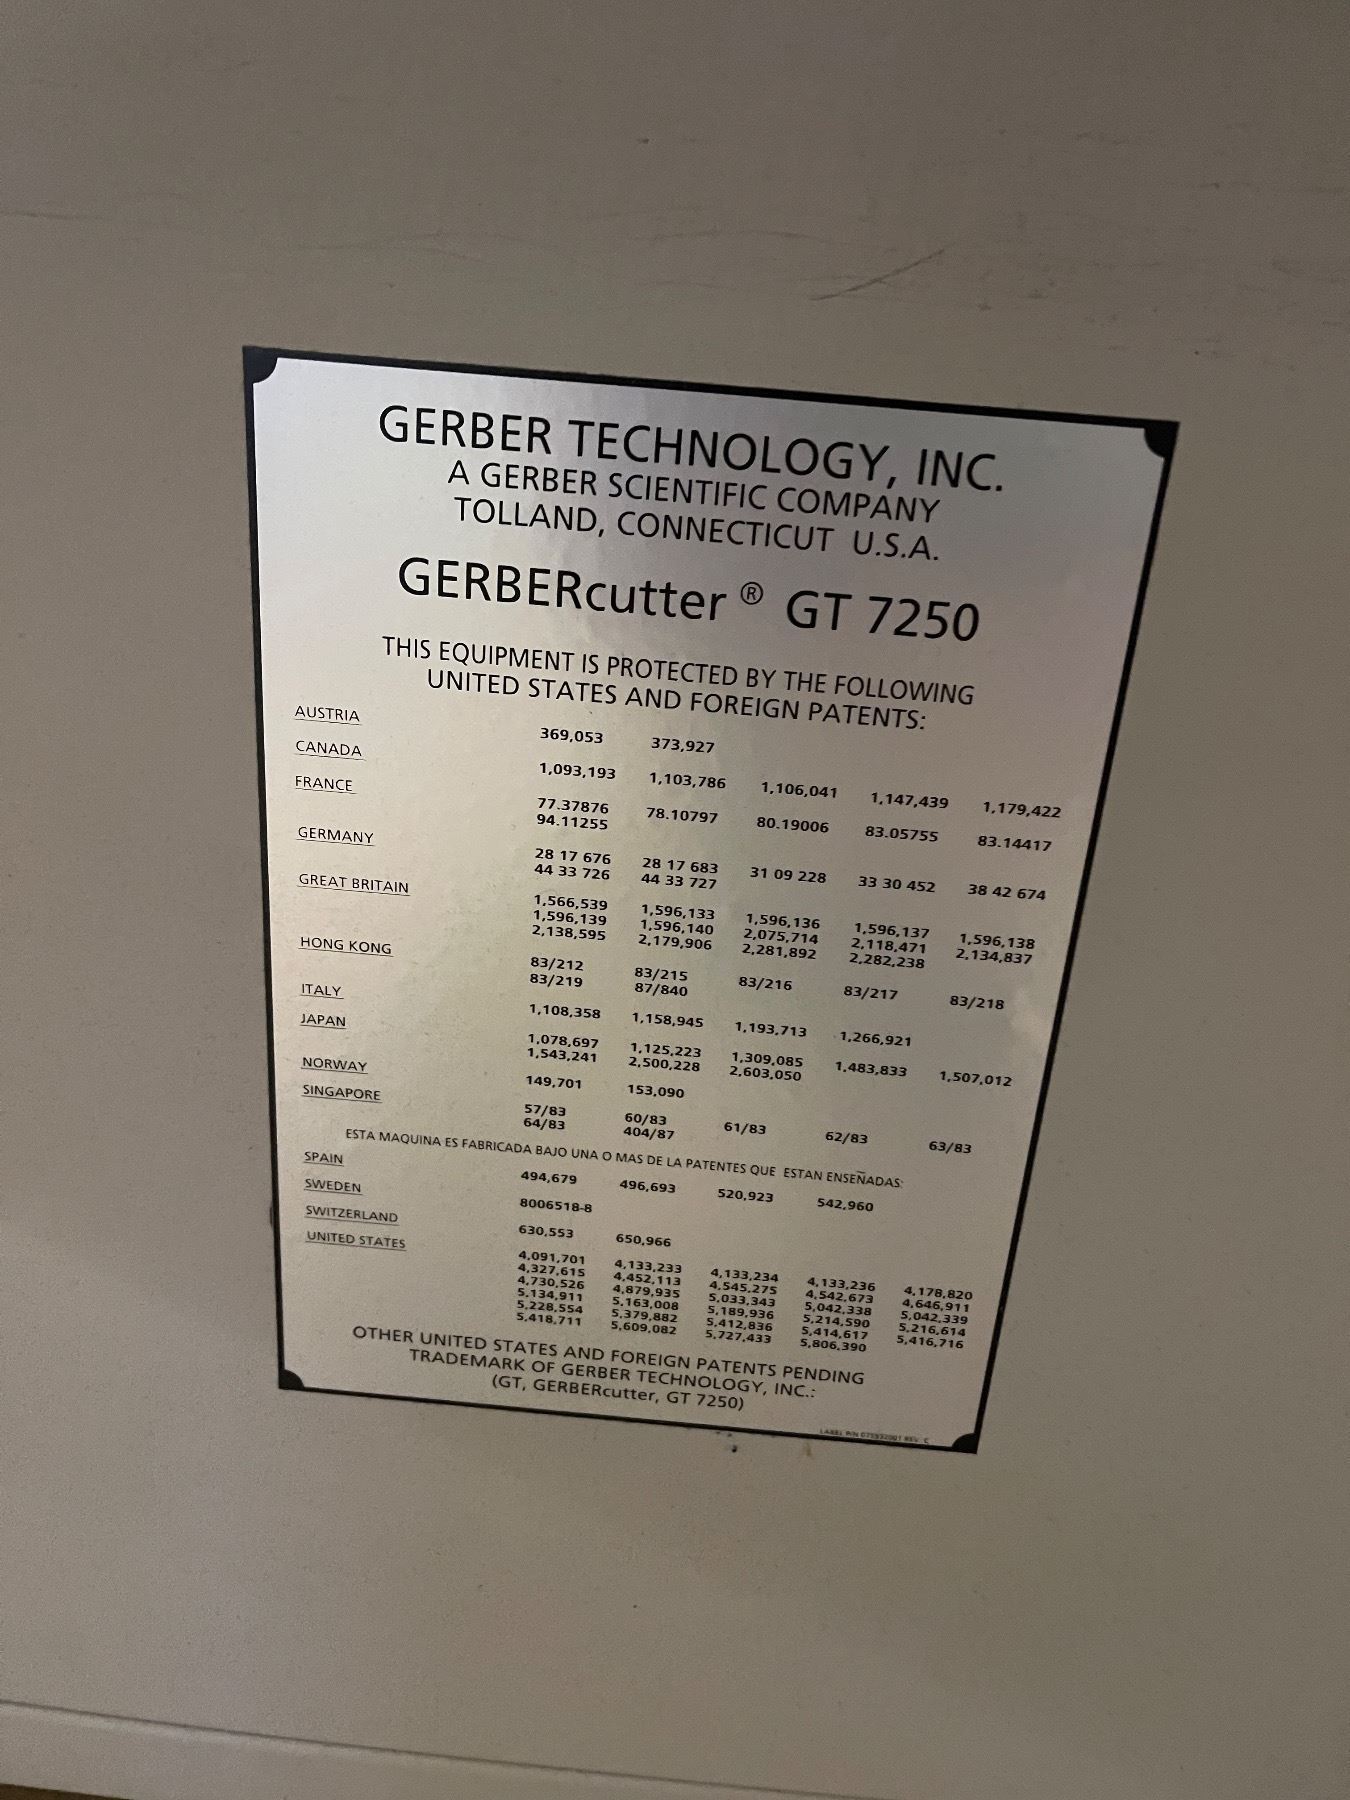 GERBER TECHNOLOGY, INC.
A GERBER SCIENTIFIC COMPANY
TOLLAND, CONNECTICUT U.S.A.
GERBERcutter ® GT 7250
THIS EQUIPMENT IS PROTECTED BY THE FOLLOWING
UNITED STATES AND FOREIGN PATENTS:
AUSTRIA 369,053 373,927
CANADA 1,093,193 1,103,786 1,106,041 1,147,439 1,179,422
FRANCE 77.37876 78.10797 80.19006 83.05755 83.14417
94.11255
GERMANY 28 17 676 28 17 683 31 09 228 33 30 452 38 42 674
44 33 726 44 33 727
GREAT BRITAIN 1,566,539 1,596,133 1,596,136 1,596,137 1,596,138
1,596,139 1,596,140 2,075,714 2,118,471 2,134,837
2,138,595 2,179,906 2,281,892 2,282,238
HONG KONG 83/212 83/215 83/216 83/217 83/218
83/219 87/840
ITALY 1,108,358 1,158,945 1,193,713 1,266,921
JAPAN 1,078,697 1,125,223 1,309,085 1,483,833 1,507,012
1,543,241 2,500,228 2,603,050
NORWAY 149,701 153,090
SINGAPORE 57/83 60/83 61/83 62/83 63/83
64/83 404/87
ESTA MAQUINA ES FABRICADA BAJO UNA O MAS DE LA PATENTES QUE ESTAN ENSEÑADAS:
SPAIN 494,679 496,693 520,923 542,960
SWEDEN 8006518-8
SWITZERLAND 630,553 650,966
UNITED STATES 4,091,701 4,133,233 4,133,234 4,133,236 4,178,820
4,327,615 4,452,113 4,545,275 4,542,673 4,646,911
4,730,526 4,879,935 5,033,343 5,042,338 5,042,339
5,134,911 5,163,008 5,189,936 5,214,590 5,216,614
5,228,554 5,379,882 5,412,836 5,414,617 5,416,716
5,418,711 5,609,082 5,727,433 5,806,390
OTHER UNITED STATES AND FOREIGN PATENTS PENDING
TRADEMARK OF GERBER TECHNOLOGY, INC.:
(GT, GERBERcutter, GT 7250)
LABEL P/N REV. C